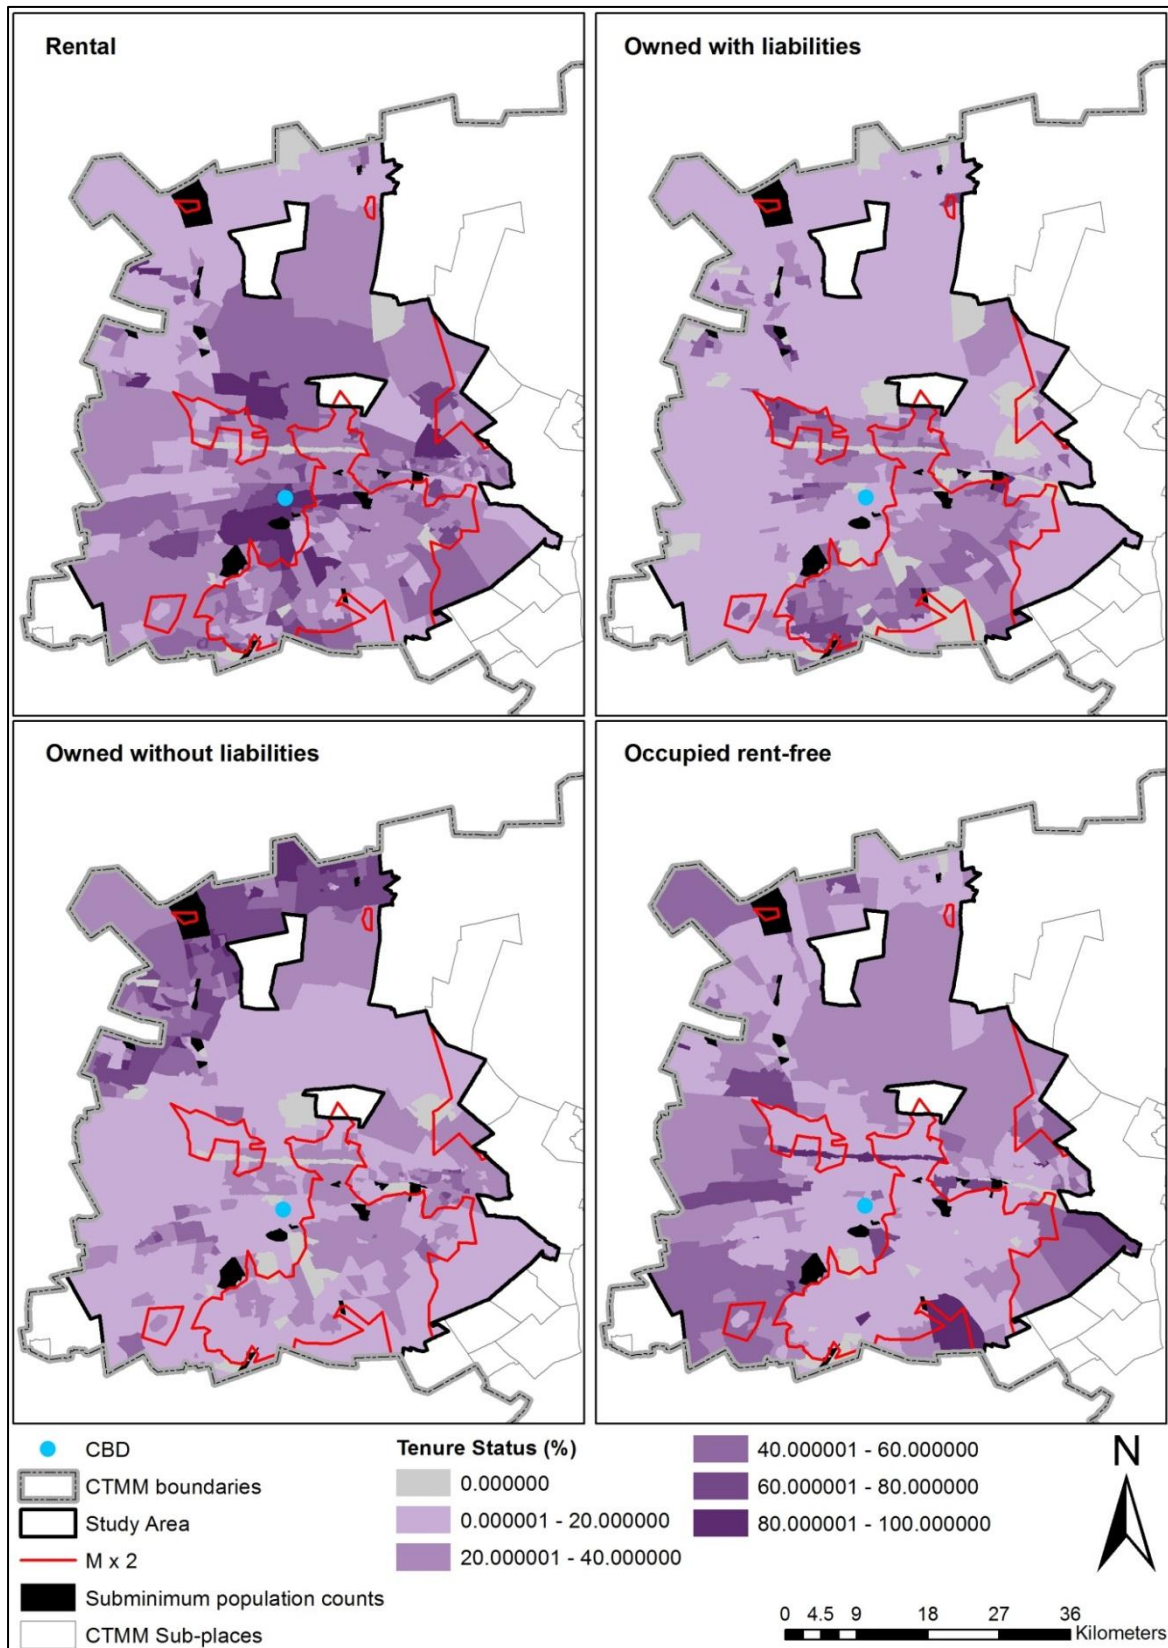 Rental
Owned with liabilities
Owned without liabilities
Occupied rent-free
CBD
CTMM boundaries
Study Area
M x 2
Subminimum population counts
CTMM Sub-places
Tenure Status (%)
0.000000
0.000001 - 20.000000
20.000001 - 40.000000
40.000001 - 60.000000
60.000001 - 80.000000
80.000001 - 100.000000
N
0 4.5 9 18 27 36
Kilometers